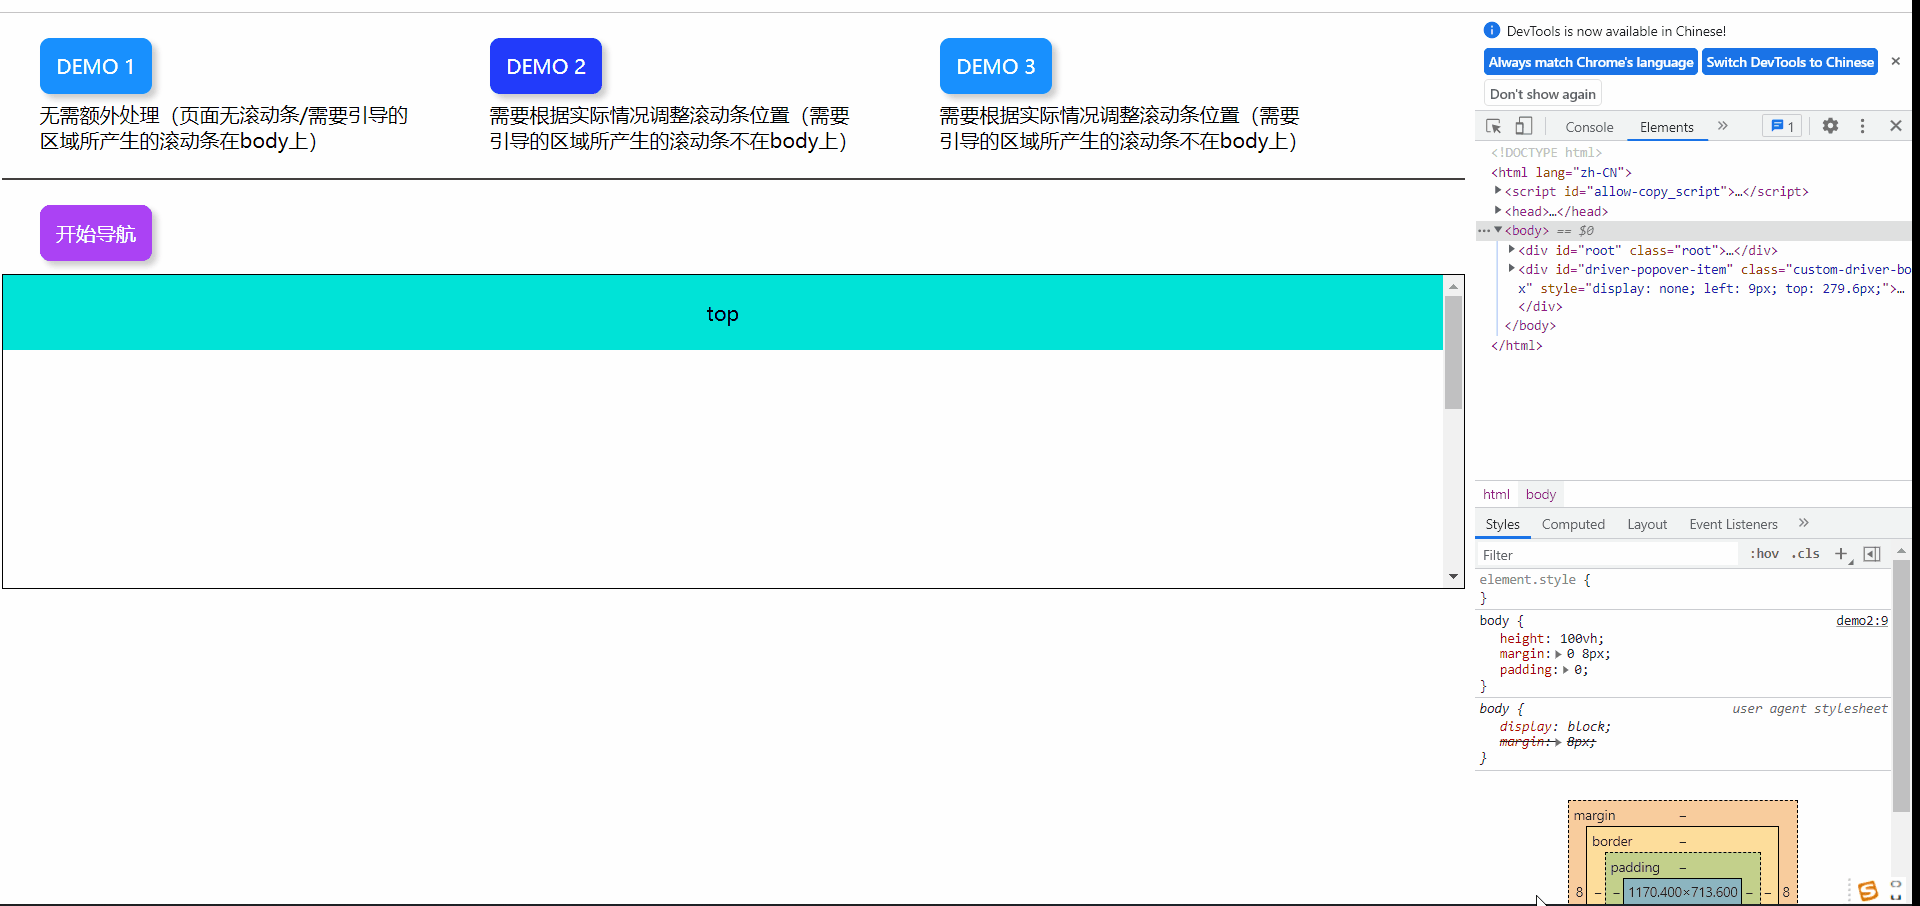 DEMO 1
无需额外处理（页面无滚动条/需要引导的
区域所产生的滚动条在body上）
DEMO 2
需要根据实际情况调整滚动条位置（需要
引导的区域所产生的滚动条不在body上）
DEMO 3
需要根据实际情况调整滚动条位置（需要
引导的区域所产生的滚动条不在body上）
开始导航
top
DevTools is now available in Chinese!
Always match Chrome's language
Switch DevTools to Chinese
Don't show again
Console
Elements
1
<!DOCTYPE html>
<html lang="zh-CN">
<script id="allow-copy_script">…</script>
<head>…</head>
<body> == $0
<div id="root" class="root">…</div>
<div id="driver-popover-item" class="custom-driver-bo
x" style="display: none; left: 9px; top: 279.6px;">…
</div>
</body>
</html>
html
body
Styles
Computed
Layout
Event Listeners
Filter
:hov
.cls
element.style {
}
body {
demo2:9
height: 100vh;
margin: 0 8px;
padding: 0;
}
body {
user agent stylesheet
display: block;
margin: 8px;
}
margin –
border –
padding –
8 – – 1170.400×713.600 – – 8